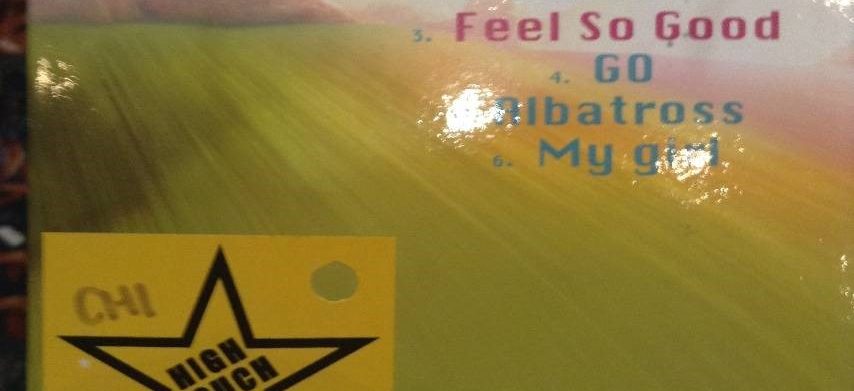 3. Feel So Good
4. GO
Albatross
6. My girl
CHI
HIGH